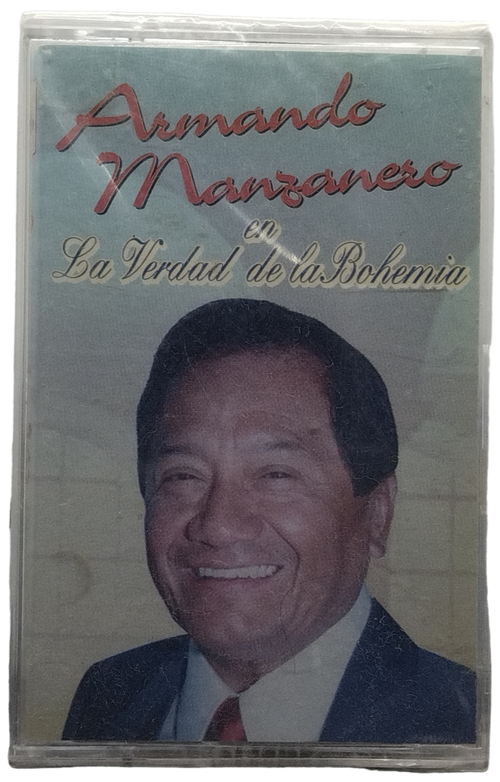 Armando
Manzanero
en
La Verdad de la Bohemia